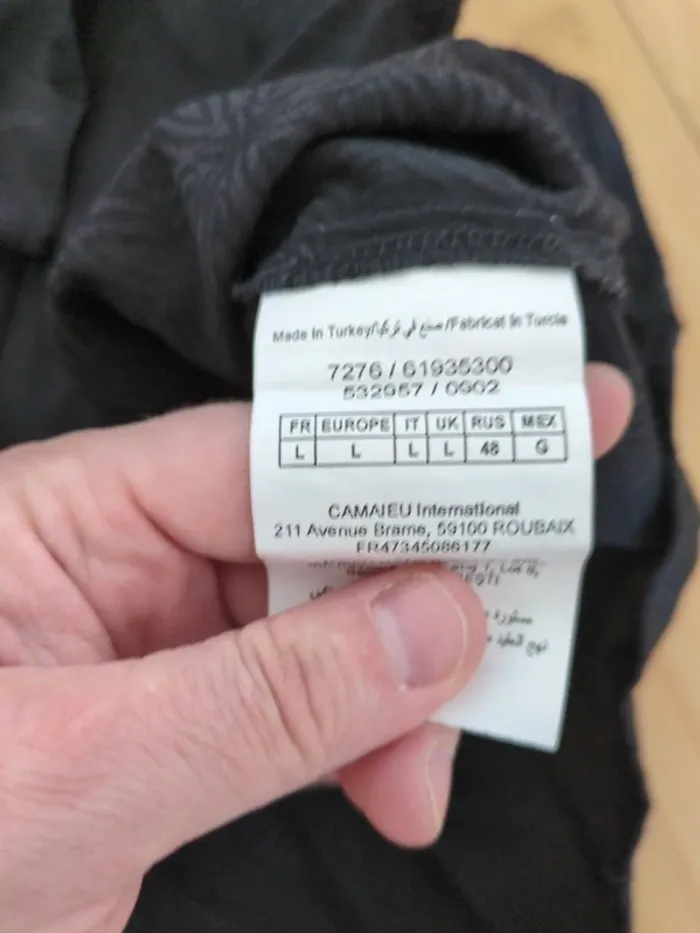 Made In Turkey/صنع في تركيا/Fabricat In Turcia
7276 / 61935300
532957 / 0902
FR EUROPE IT UK RUS MEX
L L L L 48 G
CAMAIEU International
211 Avenue Brame, 59100 ROUBAIX
FR47345086177